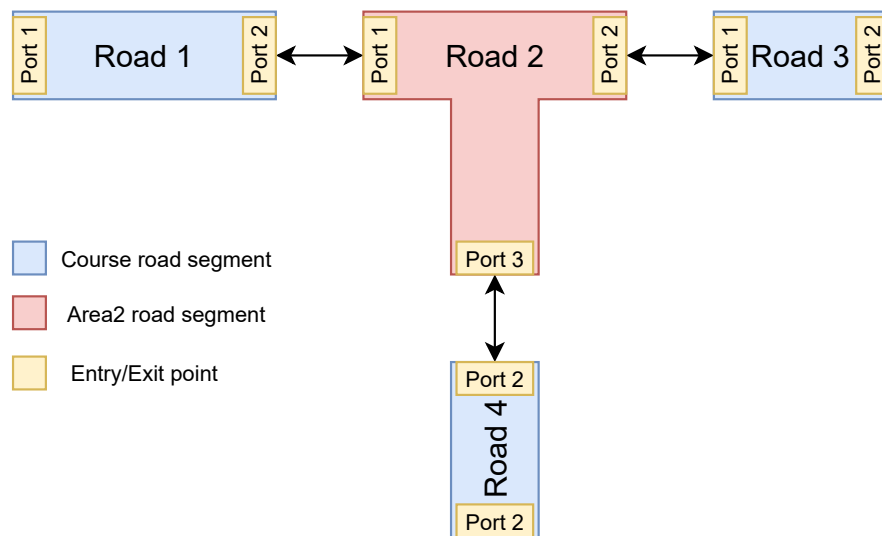 Port 1
Road 1
Port 2
Port 1
Road 2
Port 2
Port 1
Road 3
Port 2
Port 3
Course road segment
Area2 road segment
Entry/Exit point
Port 2
Road 4
Port 2